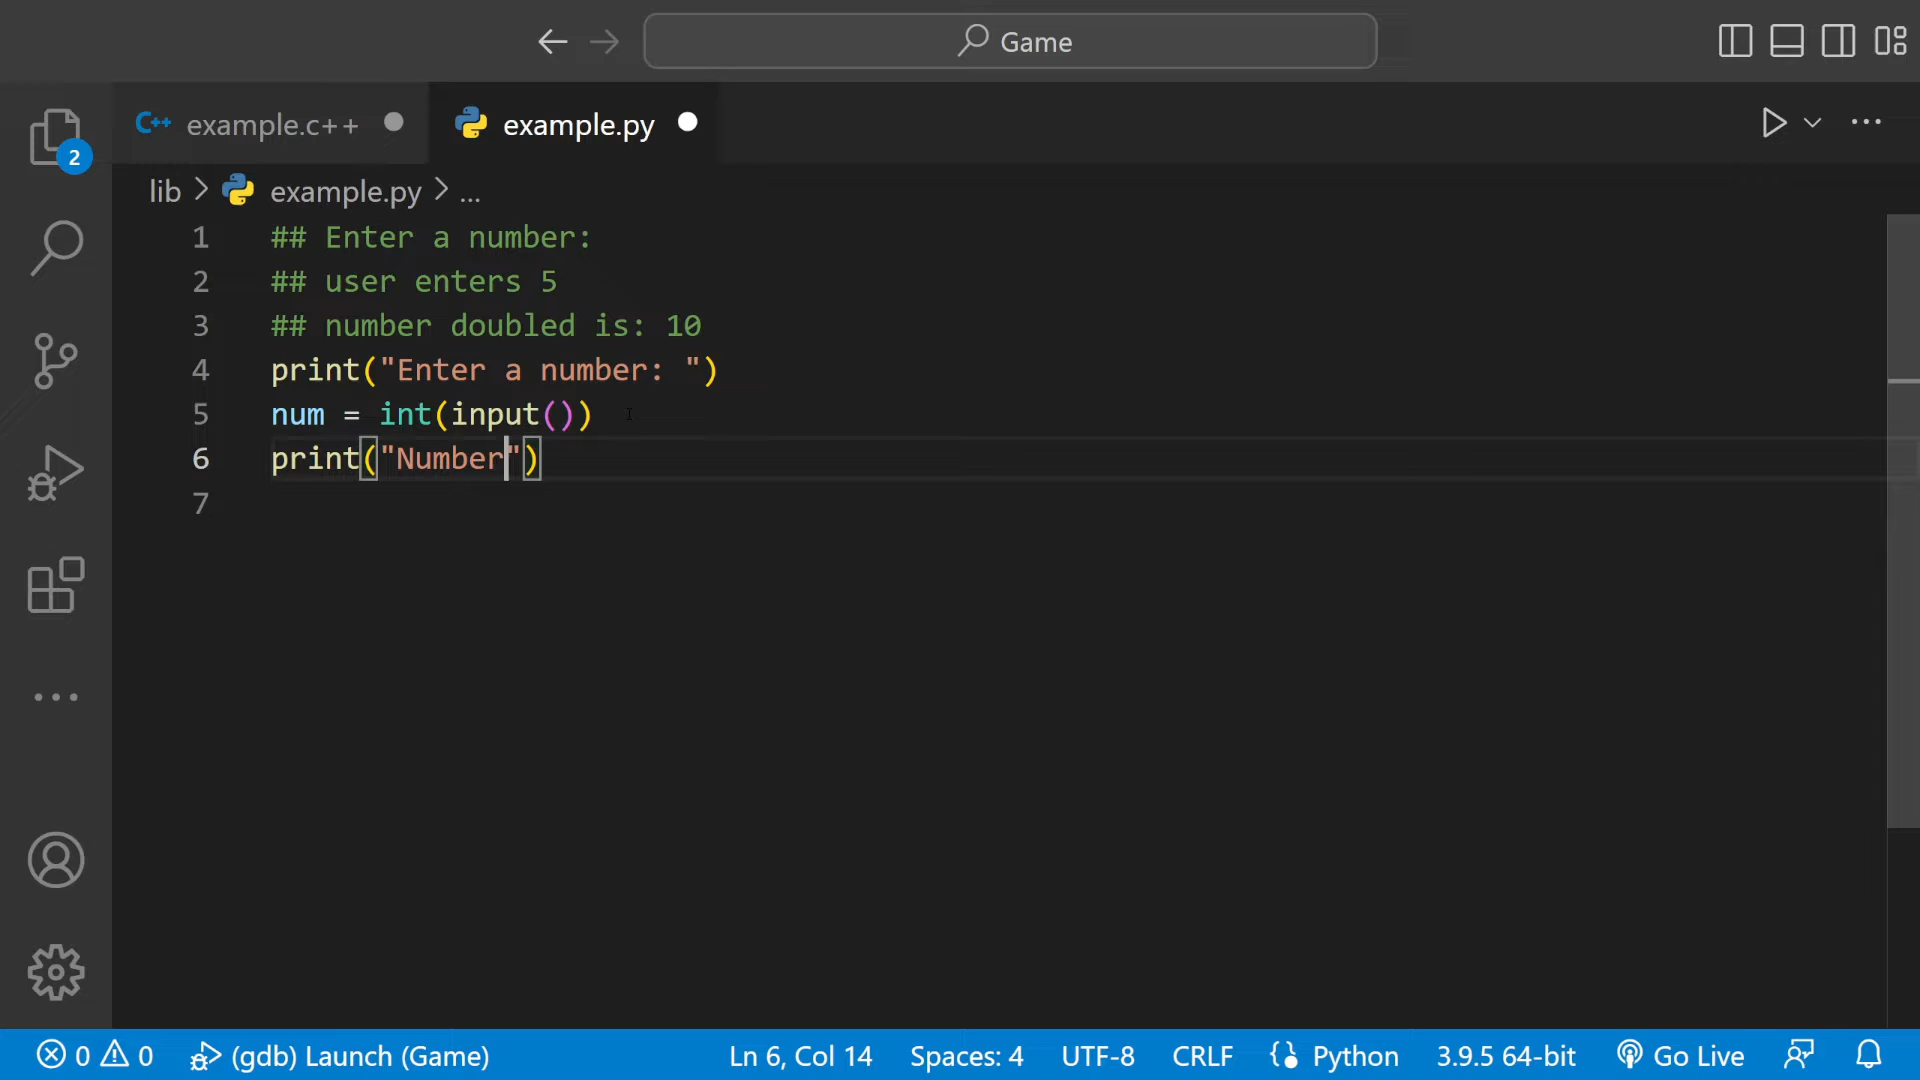 Game
C++ example.c++ example.py
2
lib > example.py > ...
1 ## Enter a number:
2 ## user enters 5
3 ## number doubled is: 10
4 print("Enter a number: ")
5 num = int(input())
6 print("Number")
7
0 0 (gdb) Launch (Game) Ln 6, Col 14 Spaces: 4 UTF-8 CRLF Python 3.9.5 64-bit Go Live